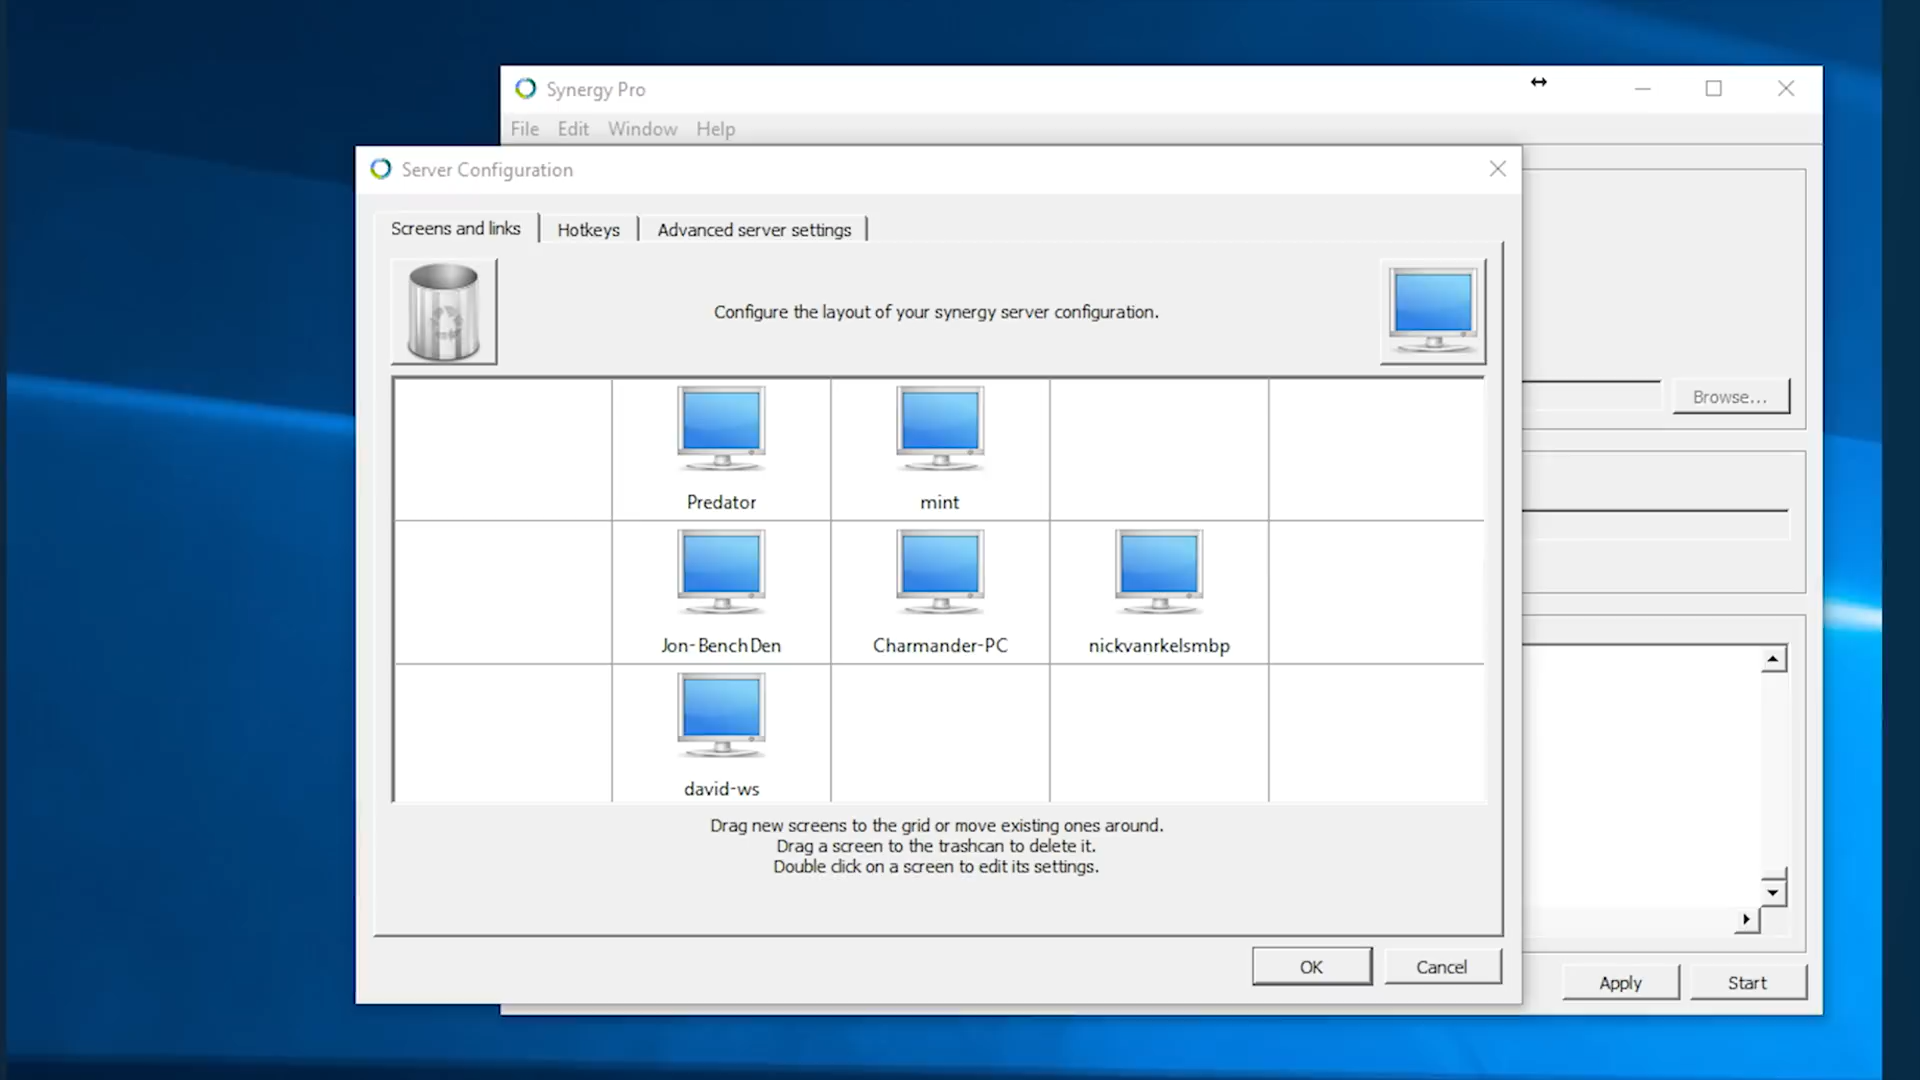 Synergy Pro
File Edit Window Help
Server Configuration
Screens and links Hotkeys Advanced server settings
Configure the layout of your synergy server configuration.
Browse...
Predator mint
Jon-BenchDen Charmander-PC nickvanrkelsmbp
david-ws
Drag new screens to the grid or move existing ones around.
Drag a screen to the trashcan to delete it.
Double click on a screen to edit its settings.
OK Cancel
Apply Start